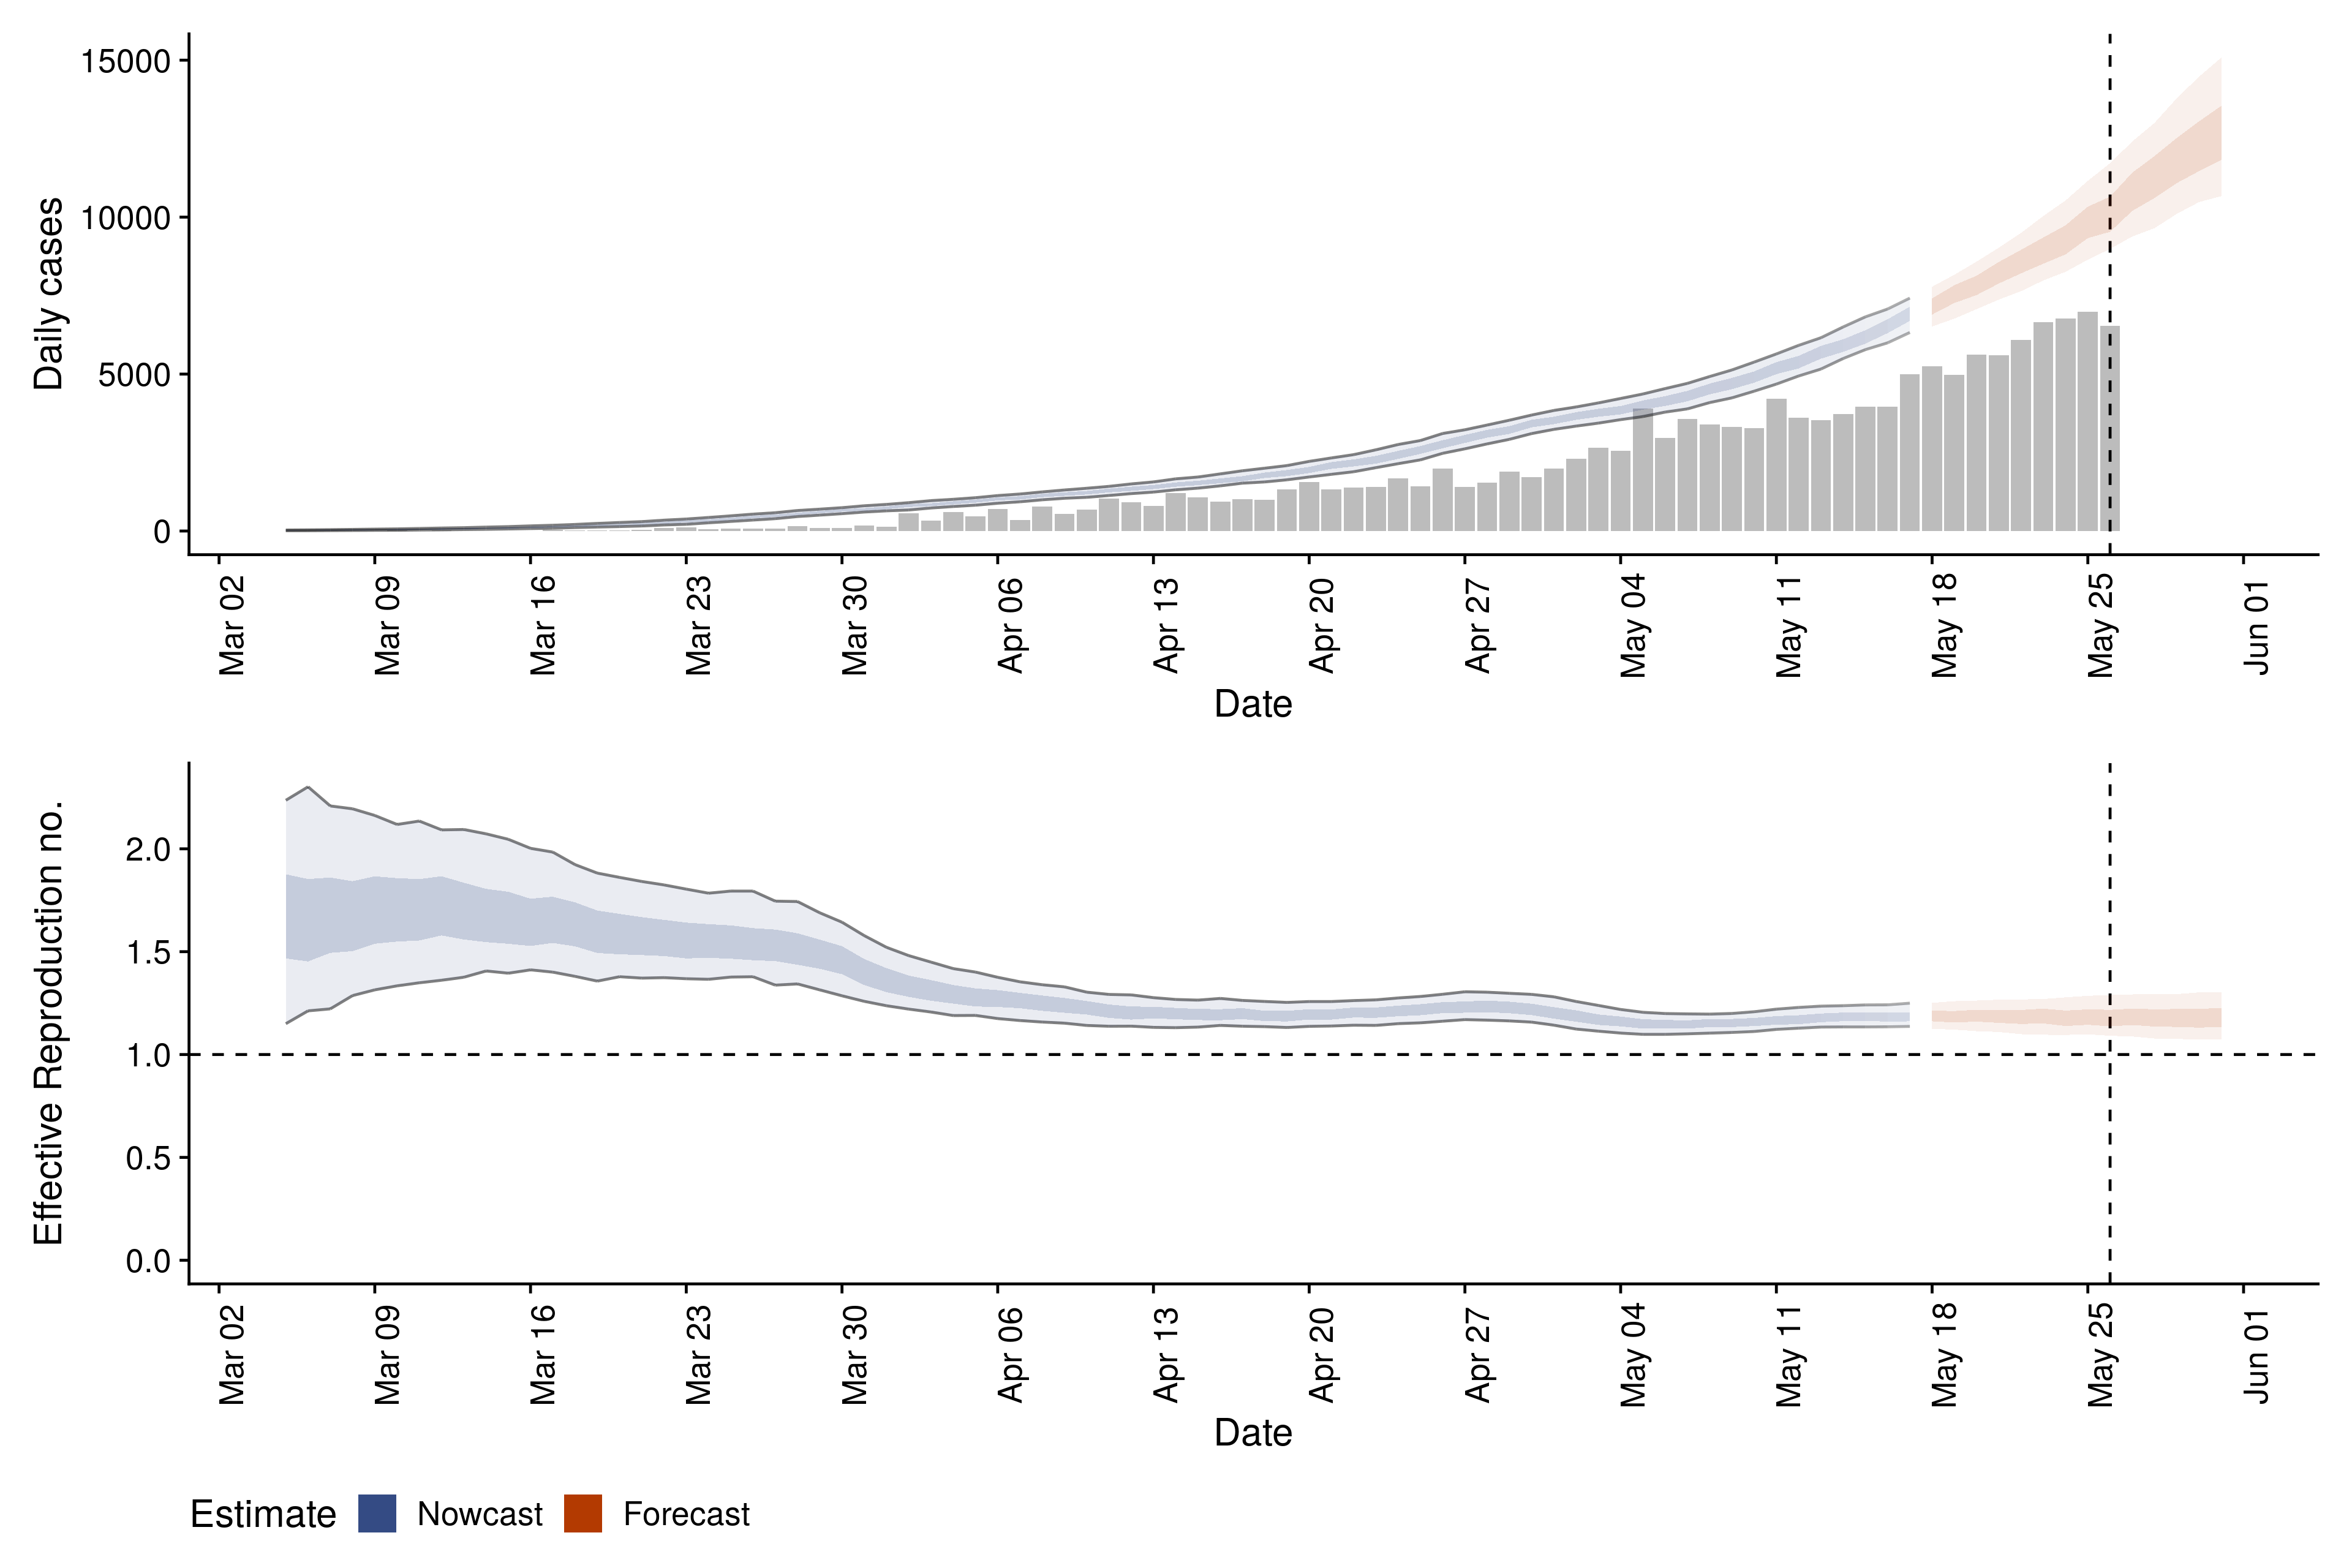 Daily cases
15000
10000
5000
0
Mar 02
Mar 09
Mar 16
Mar 23
Mar 30
Apr 06
Apr 13
Apr 20
Apr 27
May 04
May 11
May 18
May 25
Jun 01
Date
Effective Reproduction no.
2.0
1.5
1.0
0.5
0.0
Mar 02
Mar 09
Mar 16
Mar 23
Mar 30
Apr 06
Apr 13
Apr 20
Apr 27
May 04
May 11
May 18
May 25
Jun 01
Date
Estimate Nowcast Forecast